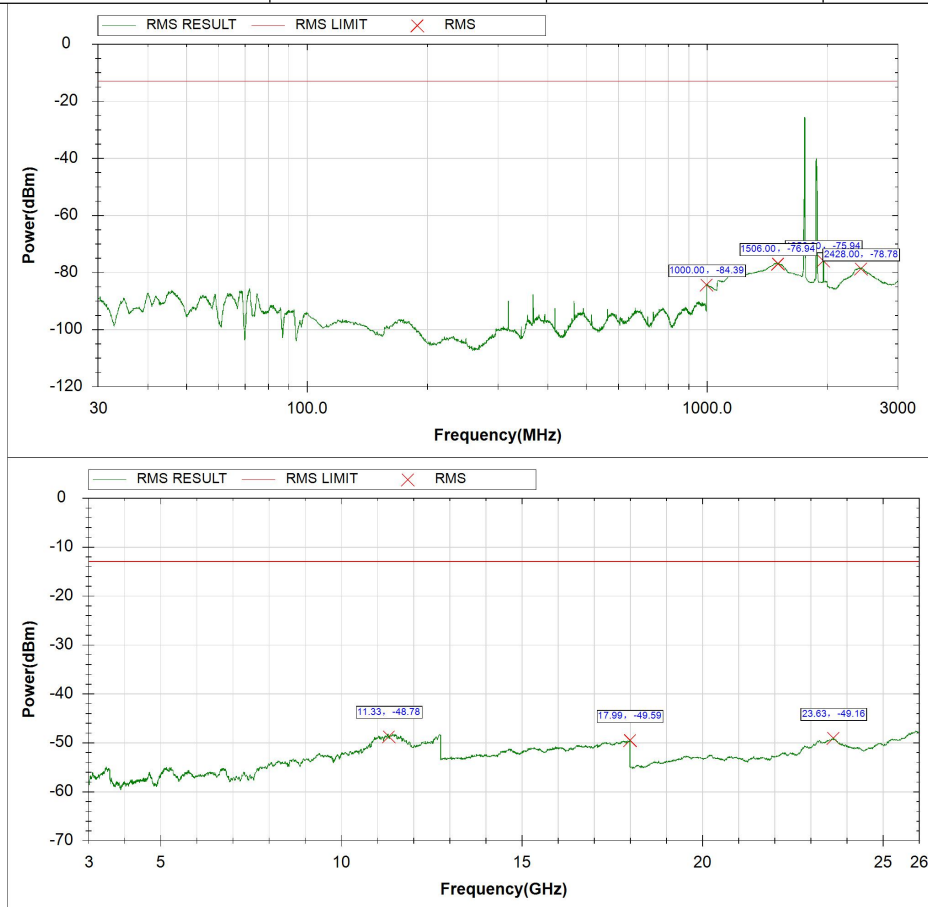 RMS RESULT RMS LIMIT RMS
0
-20
-40
-60
-80
-100
-120
Power(dBm)
1000.00, -84.39
1506.00, -76.94
-75.94
2428.00, -78.78
30 100.0 1000.0 3000
Frequency(MHz)
RMS RESULT RMS LIMIT RMS
0
-10
-20
-30
-40
-50
-60
-70
Power(dBm)
11.33, -48.78
17.99, -49.59
23.63, -49.16
3 5 10 15 20 25 26
Frequency(GHz)